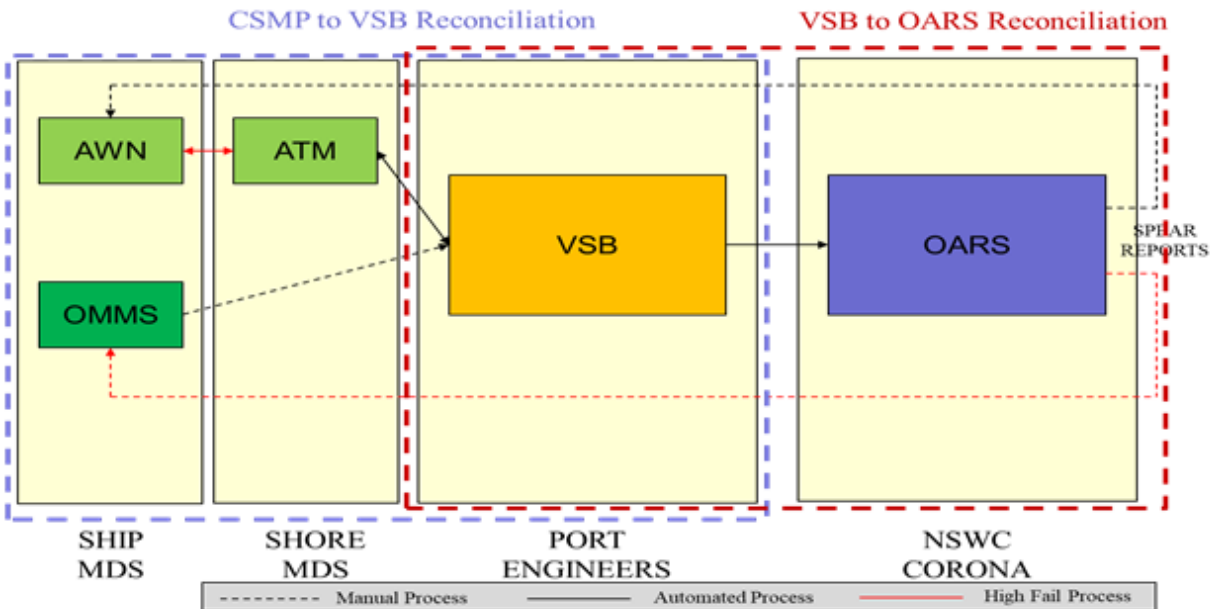 CSMP to VSB Reconciliation
VSB to OARS Reconciliation
AWN
ATM
OMMS
VSB
OARS
SPEAR
REPORTS
SHIP
MDS
SHORE
MDS
PORT
ENGINEERS
NSWC
CORONA
Manual Process
Automated Process
High Fail Process